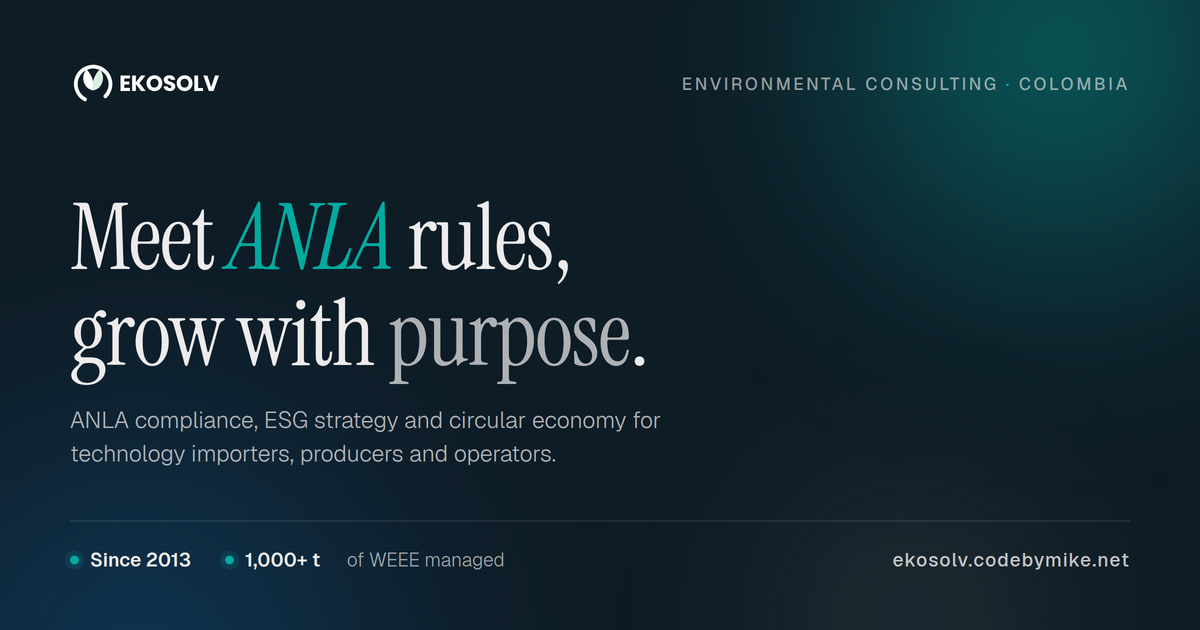 EKOSOLV
ENVIRONMENTAL CONSULTING · COLOMBIA
Meet ANLA rules,
grow with purpose.
ANLA compliance, ESG strategy and circular economy for
technology importers, producers and operators.
Since 2013
1,000+ t of WEEE managed
ekosolv.codebymike.net